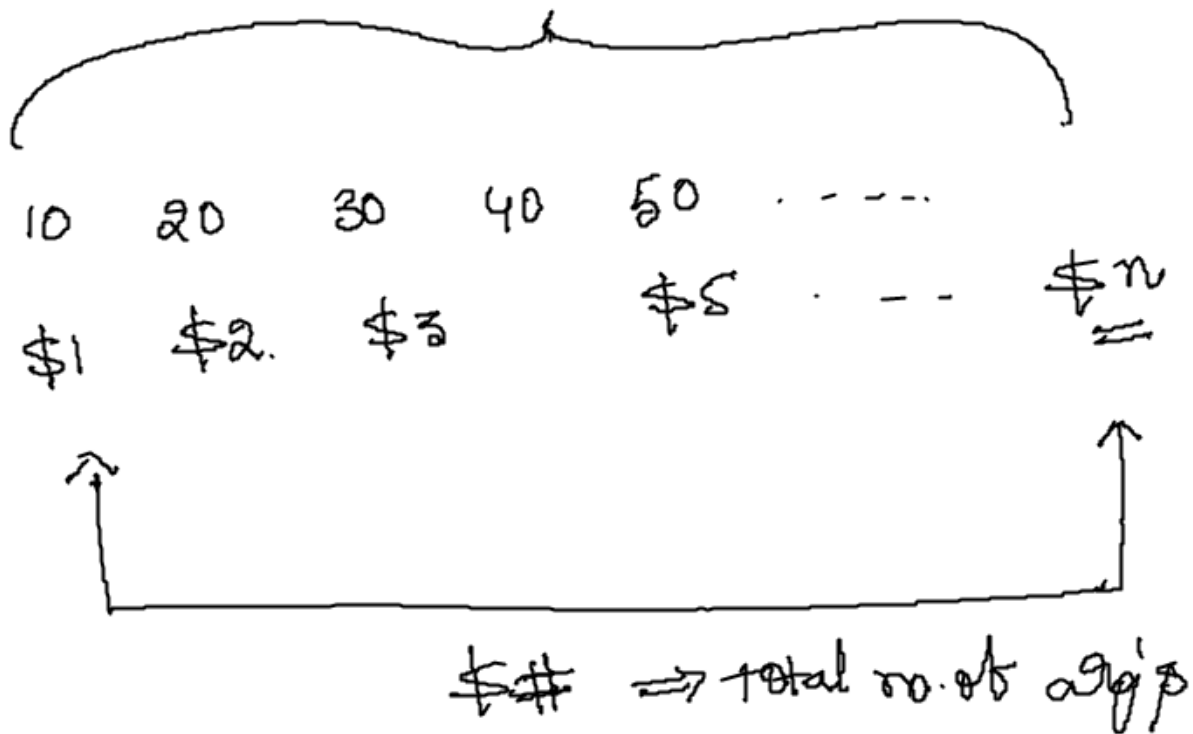 10 20 30 40 50 . - - - -
$1 $2. $3 $5 . - - - $n
$# ⇒ total no. of arg's